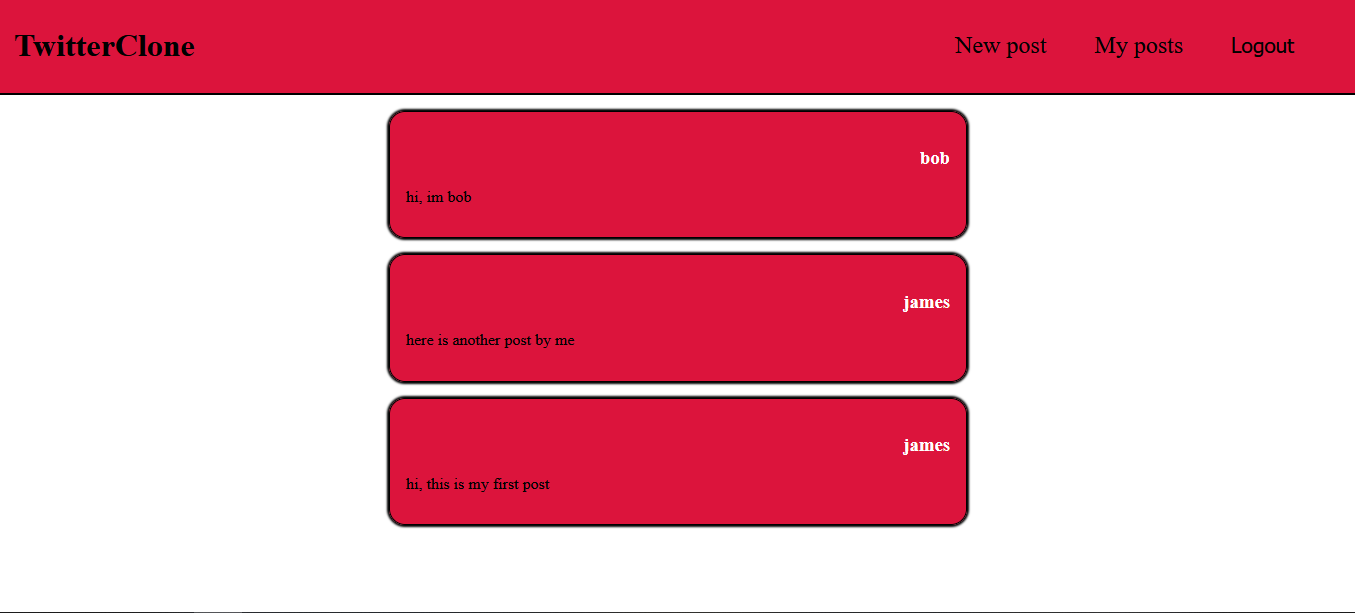 TwitterClone New post My posts Logout
bob
hi, im bob
james
here is another post by me
james
hi, this is my first post